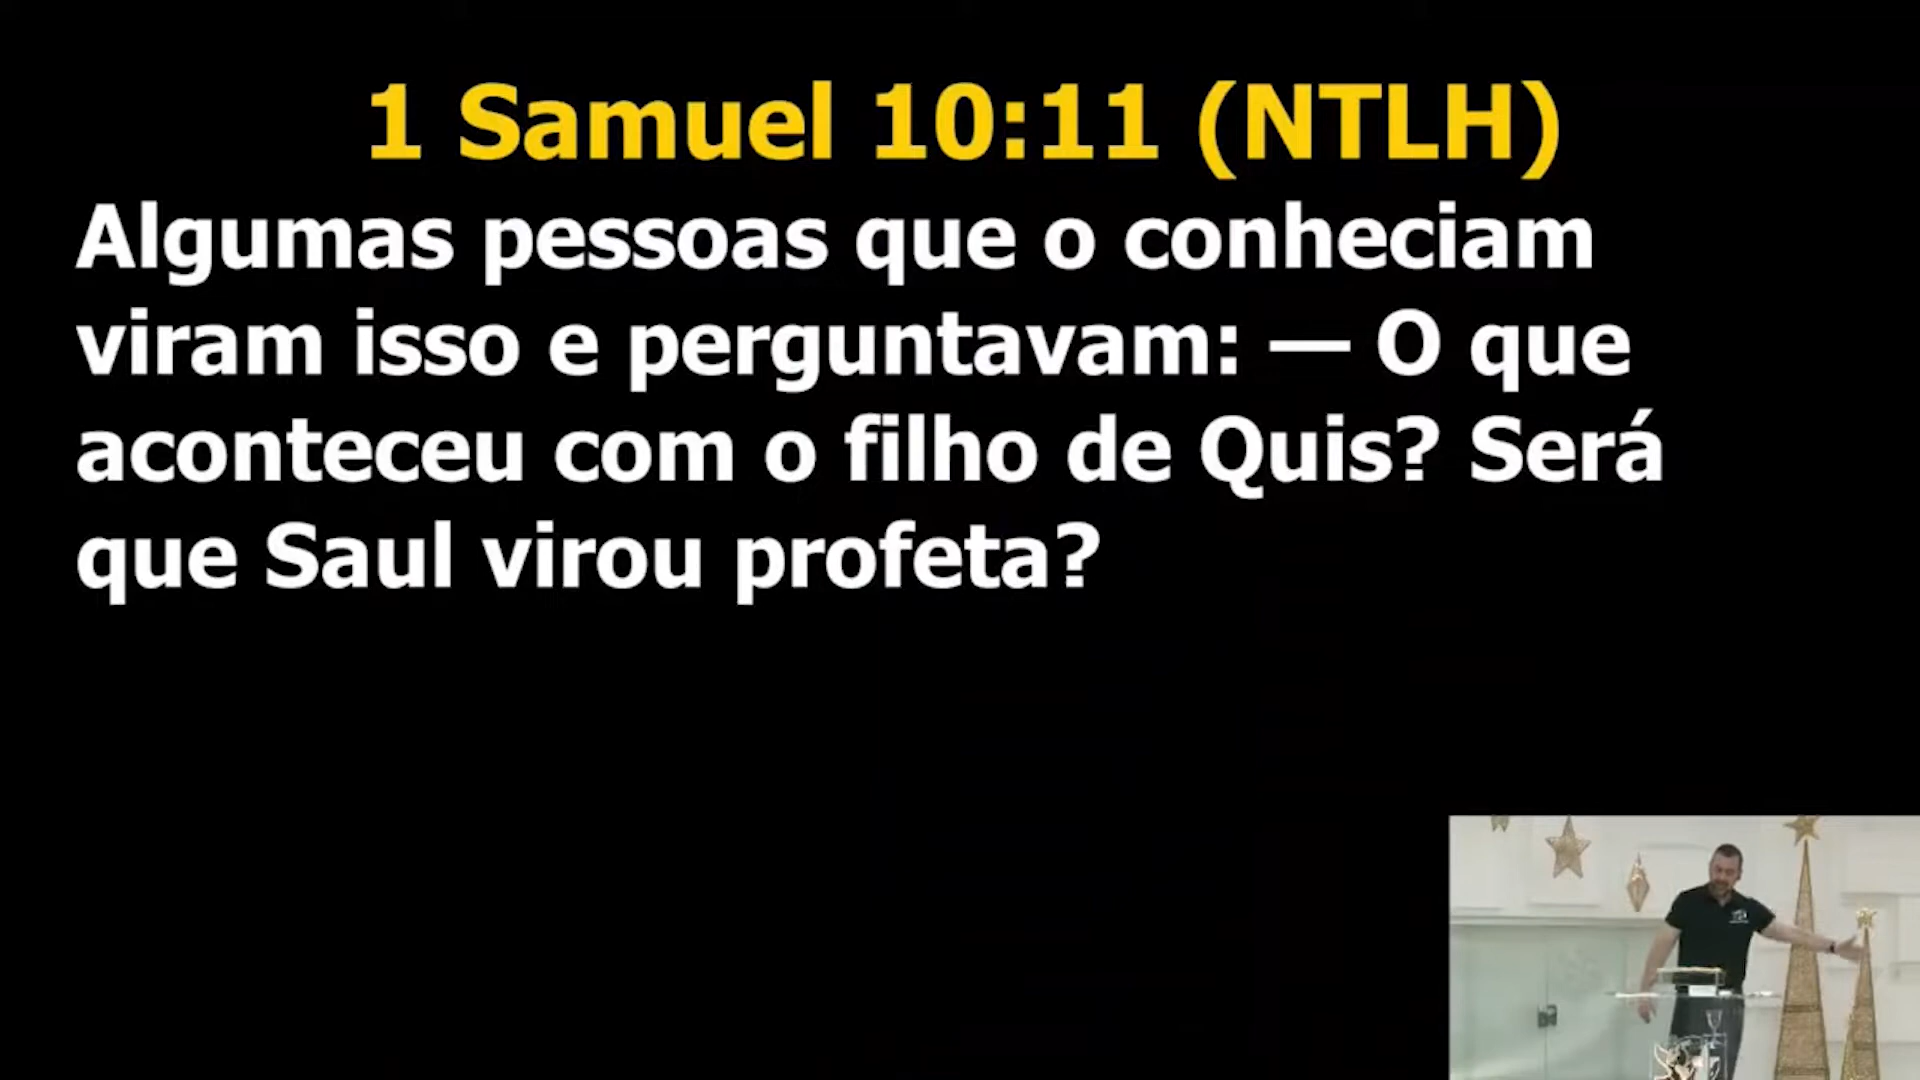 1 Samuel 10:11 (NTLH)
Algumas pessoas que o conheciam
viram isso e perguntavam: — O que
aconteceu com o filho de Quis? Será
que Saul virou profeta?